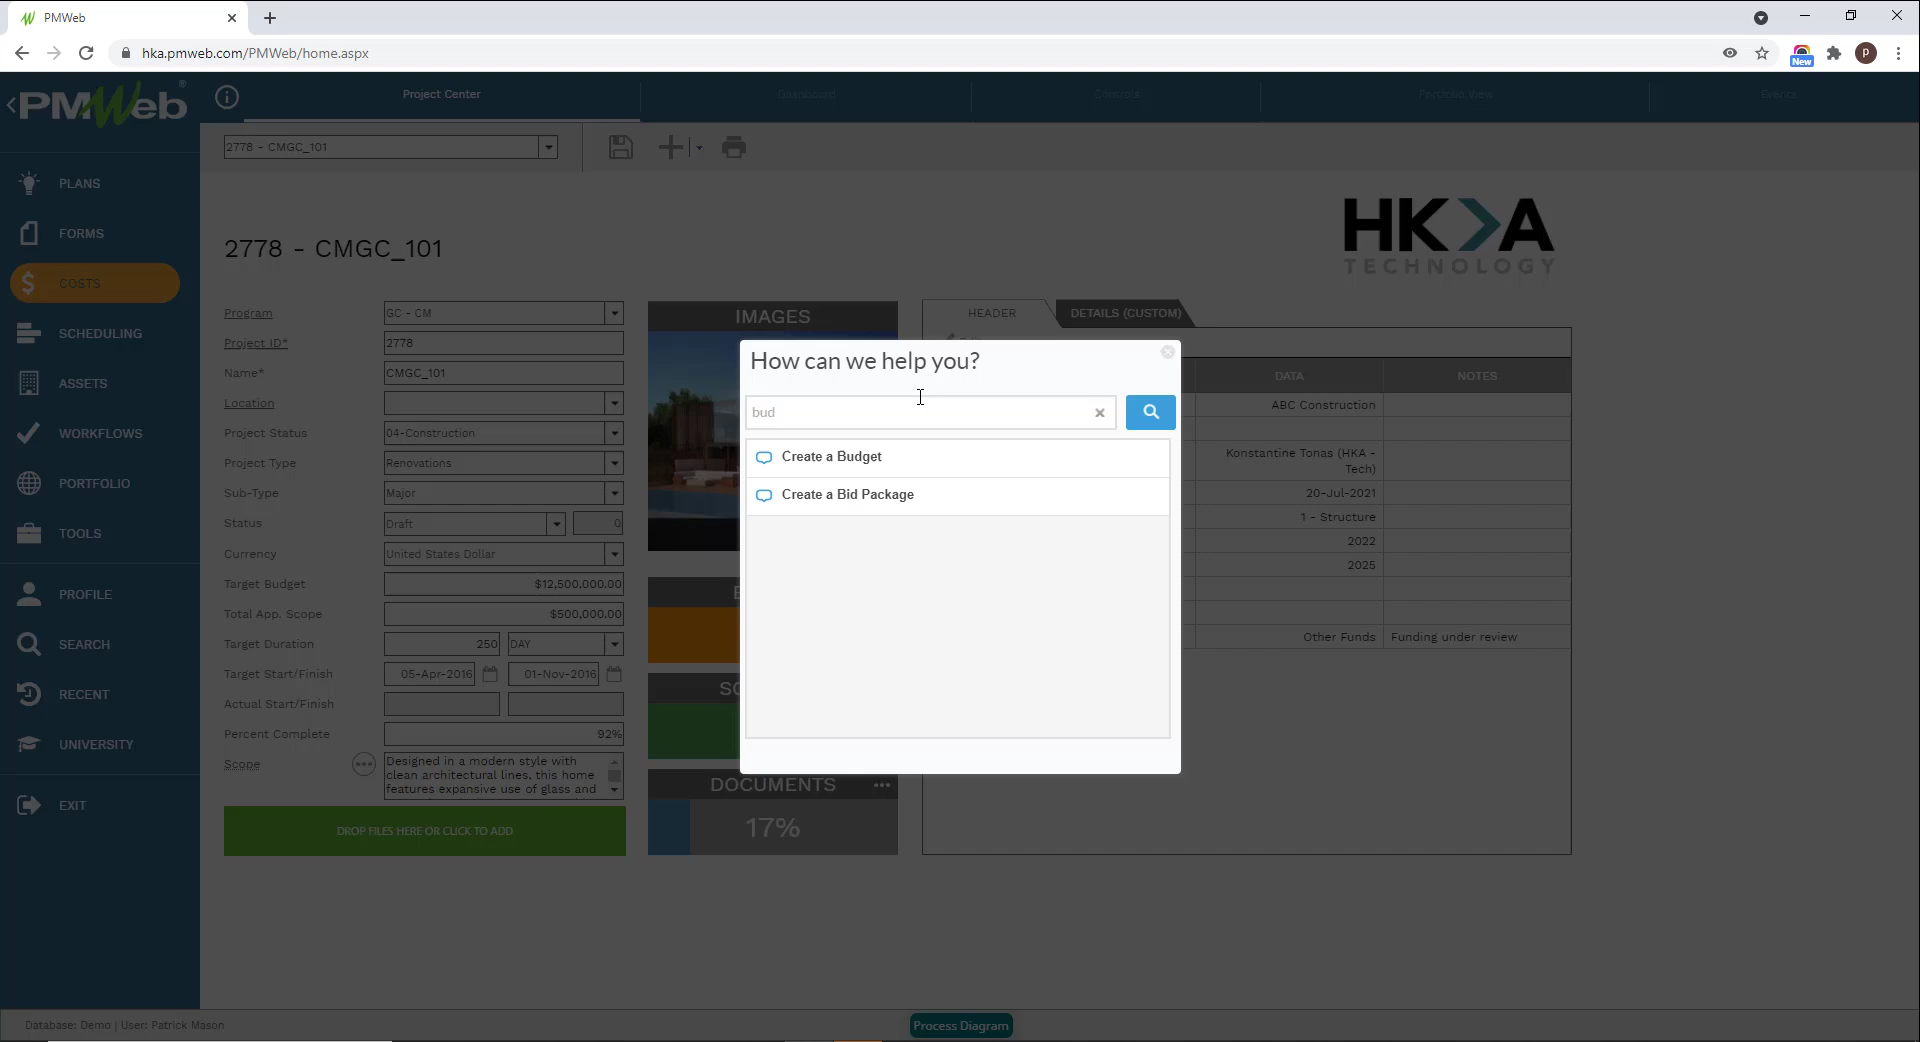 PMWeb
hka.pmweb.com/PMWeb/home.aspx
New
P
PMWeb®
Project Center
Dashboard
Controls
Portfolio View
Events
2778 - CMGC_101
PLANS
FORMS
COSTS
SCHEDULING
ASSETS
WORKFLOWS
PORTFOLIO
TOOLS
PROFILE
SEARCH
RECENT
UNIVERSITY
EXIT
2778 - CMGC_101
HKA
TECHNOLOGY
Program
GC - CM
Project ID*
2778
Name*
CMGC_101
Location
Project Status
04-Construction
Project Type
Renovations
Sub-Type
Major
Status
Draft
0
Currency
United States Dollar
Target Budget
$12,500,000.00
Total App. Scope
$500,000.00
Target Duration
250
DAY
Target Start/Finish
05-Apr-2016
01-Nov-2016
Actual Start/Finish
Percent Complete
92%
Scope
Designed in a modern style with
clean architectural lines, this home
features expansive use of glass and
DROP FILES HERE OR CLICK TO ADD
IMAGES
DOCUMENTS
17%
HEADER
DETAILS (CUSTOM)
DATA
NOTES
ABC Construction
Konstantine Tonas (HKA -
Tech)
20-Jul-2021
1 - Structure
2022
2025
Other Funds
Funding under review
How can we help you?
bud
Create a Budget
Create a Bid Package
Database: Demo | User: Patrick Mason
Process Diagram